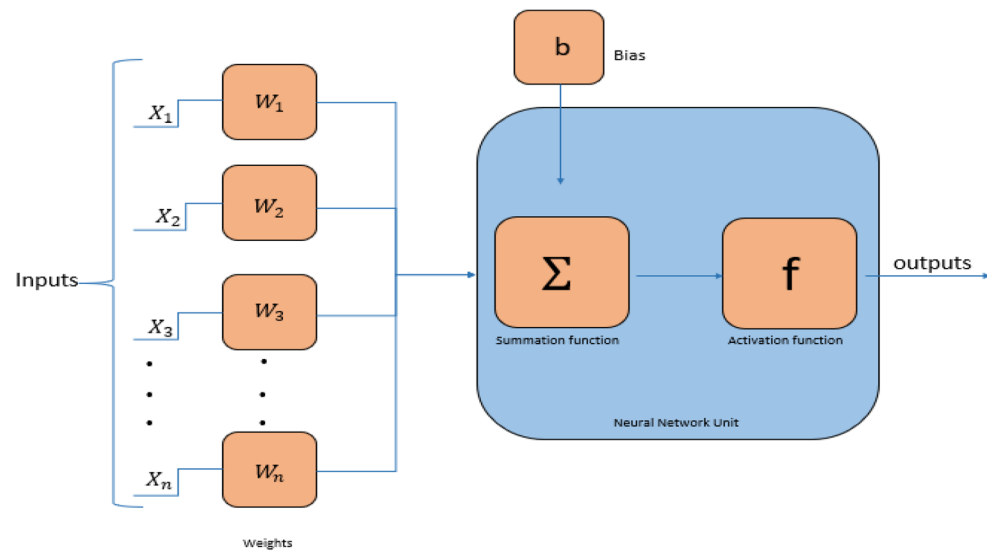 b
Bias
X₁
W₁
X₂
W₂
Inputs
X₃
W₃
Σ
f
outputs
Summation function
Activation function
Neural Network Unit
Xₙ
Wₙ
Weights